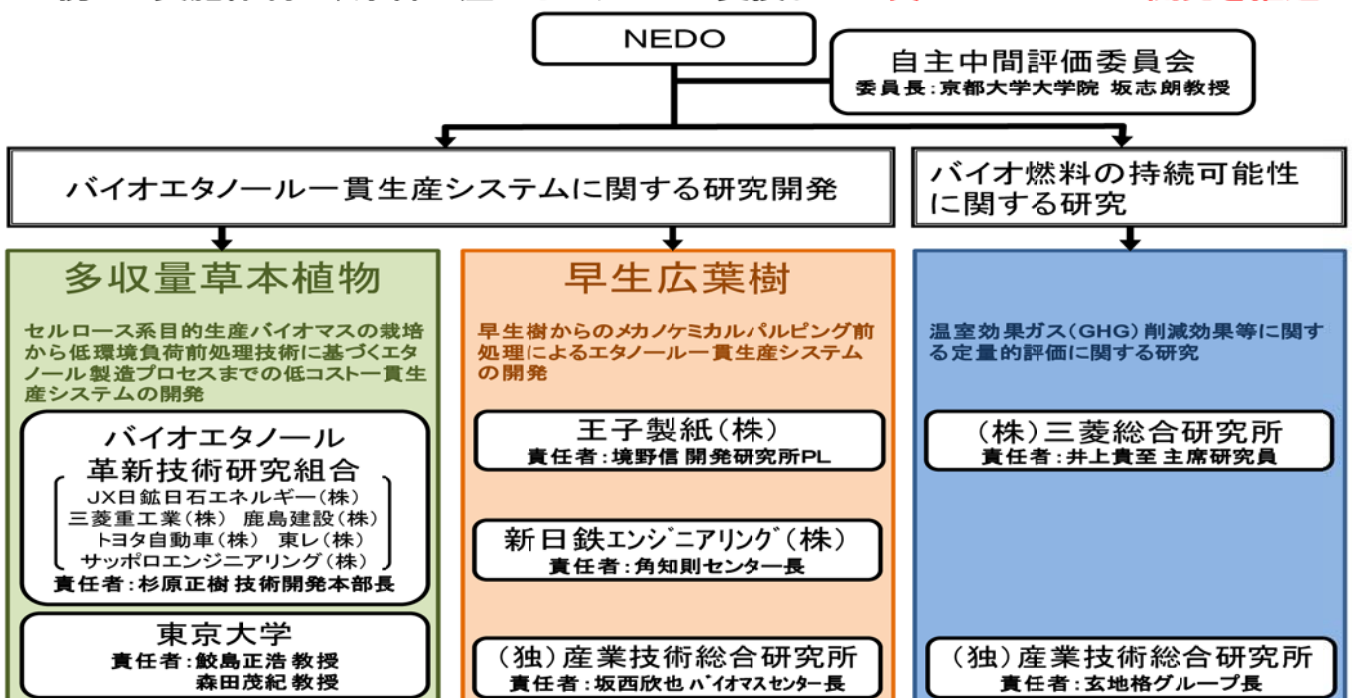 NEDO
自主中間評価委員会
委員長:京都大学大学院 坂志朗教授
バイオエタノール一貫生産システムに関する研究開発
バイオ燃料の持続可能性
に関する研究
多収量草本植物
セルロース系目的生産バイオマスの栽培
から低環境負荷前処理技術に基づくエタ
ノール製造プロセスまでの低コスト一貫生
産システムの開発
バイオエタノール
革新技術研究組合
JX日鉱日石エネルギー(株)
三菱重工業(株) 鹿島建設(株)
トヨタ自動車(株) 東レ(株)
サッポロエンジニアリング(株)
責任者:杉原正樹 技術開発本部長
東京大学
責任者:鮫島正浩 教授
森田茂紀 教授
早生広葉樹
早生樹からのメカノケミカルパルピング前
処理によるエタノール一貫生産システム
の開発
王子製紙(株)
責任者:境野信 開発研究所PL
新日鉄エンジニアリング(株)
責任者:角知則センター長
(独)産業技術総合研究所
責任者:坂西欣也 バイオマスセンター長
温室効果ガス(GHG)削減効果等に関す
る定量的評価に関する研究
(株)三菱総合研究所
責任者:井上貴至 主席研究員
(独)産業技術総合研究所
責任者:玄地格グループ長